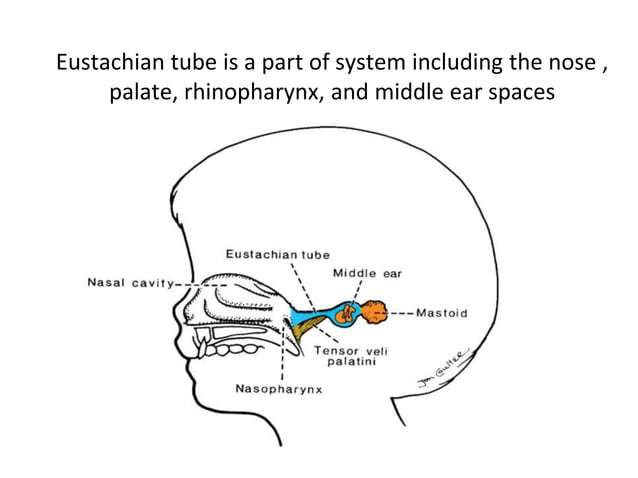 Eustachian tube is a part of system including the nose ,
palate, rhinopharynx, and middle ear spaces
Eustachian tube
Middle ear
Nasal cavity
Mastoid
Tensor veli
palatini
Nasopharynx